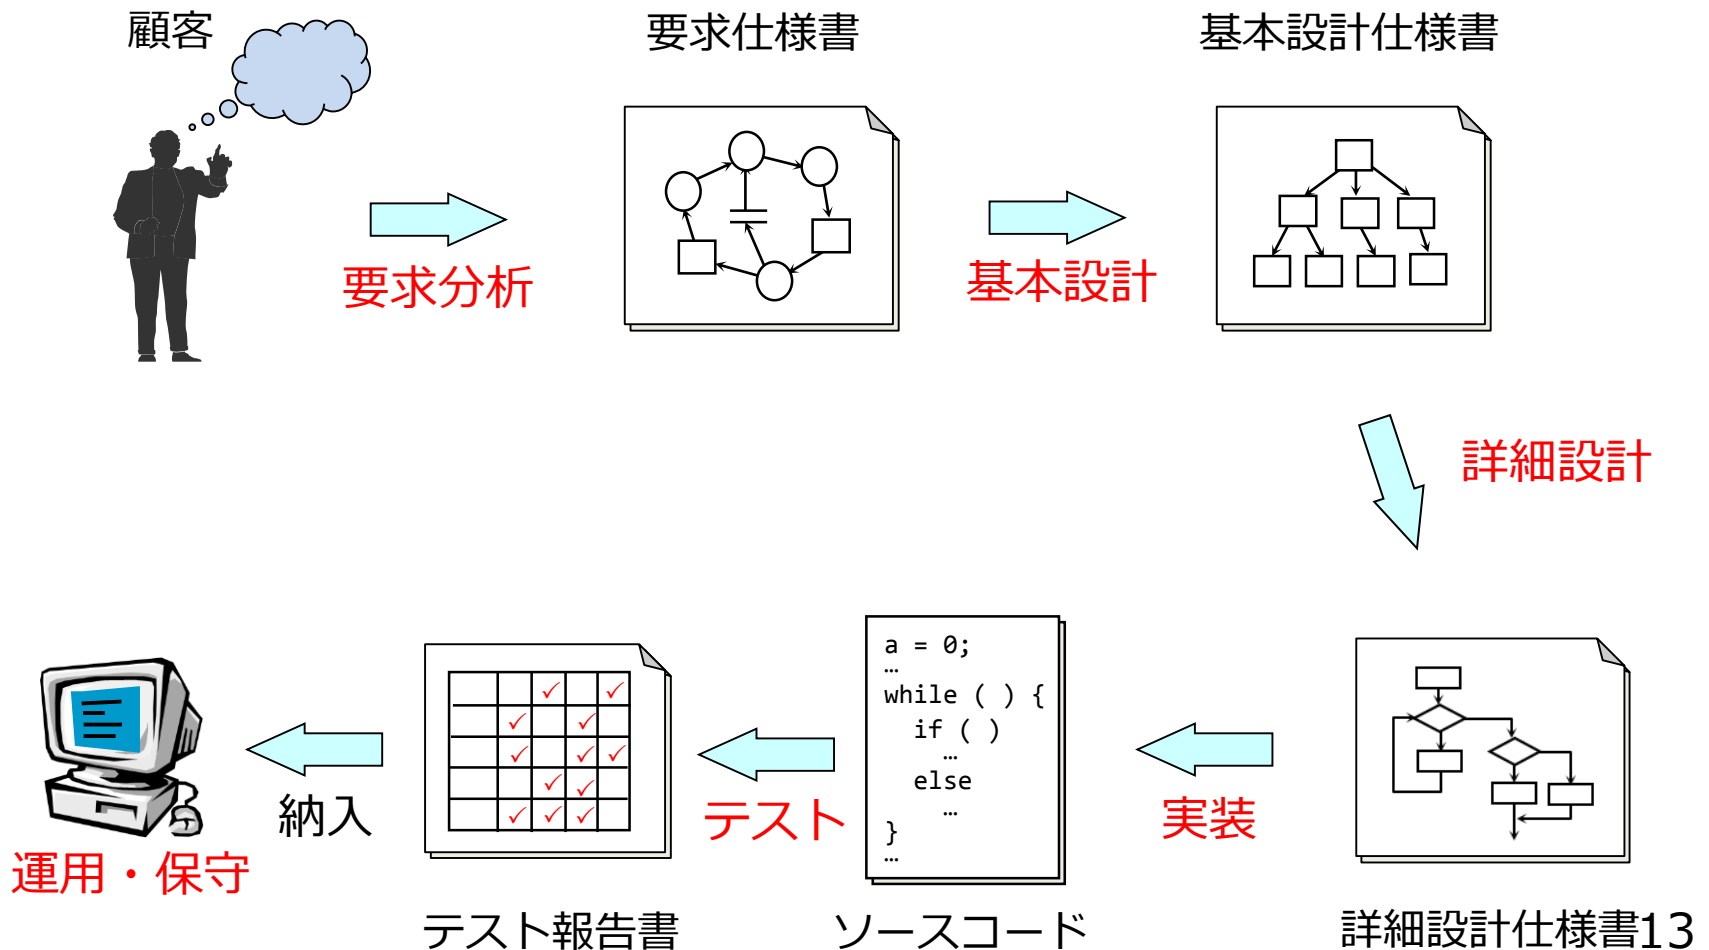 顧客
要求仕様書
基本設計仕様書
要求分析
基本設計
詳細設計
a = 0;
…
while ( ) {
if ( )
…
else
…
}
…
納入
テスト
実装
運用・保守
テスト報告書
ソースコード
詳細設計仕様書13